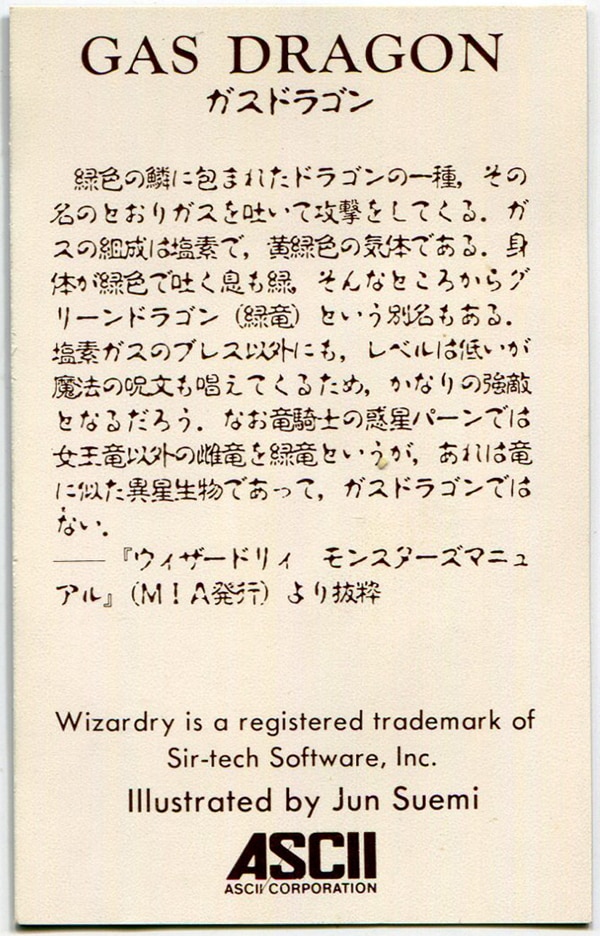 GAS DRAGON
ガスドラゴン
緑色の鱗に包まれたドラゴンの一種，その
名のとおりガスを吐いて攻撃をしてくる．ガ
スの組成は塩素で，黄緑色の気体である．身
体が緑色で吐く息も緑，そんなところからグ
リーンドラゴン（緑竜）という別名もある．
塩素ガスのブレス以外にも，レベルは低いが
魔法の呪文も唱えてくるため，かなりの強敵
となるだろう．なお竜騎士の惑星パーンでは
女王竜以外の雌竜を緑竜というが，あれは竜
に似た異星生物であって，ガスドラゴンでは
ない．
――『ウィザードリィ　モンスターズマニュ
アル』（MIA発行）より抜粋
Wizardry is a registered trademark of
Sir-tech Software, Inc.
Illustrated by Jun Suemi
ASCII
ASCII CORPORATION